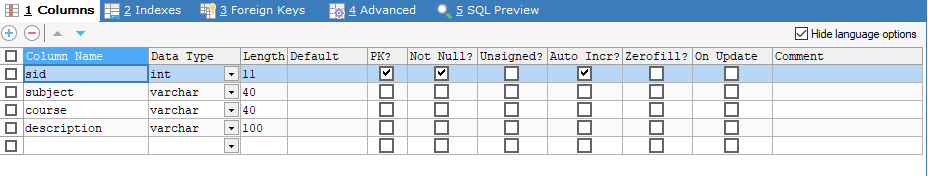 1 Columns 2 Indexes 3 Foreign Keys 4 Advanced 5 SQL Preview
Hide language options
Column Name Data Type Length Default PK? Not Null? Unsigned? Auto Incr? Zerofill? On Update Comment
sid int 11
subject varchar 40
course varchar 40
description varchar 100